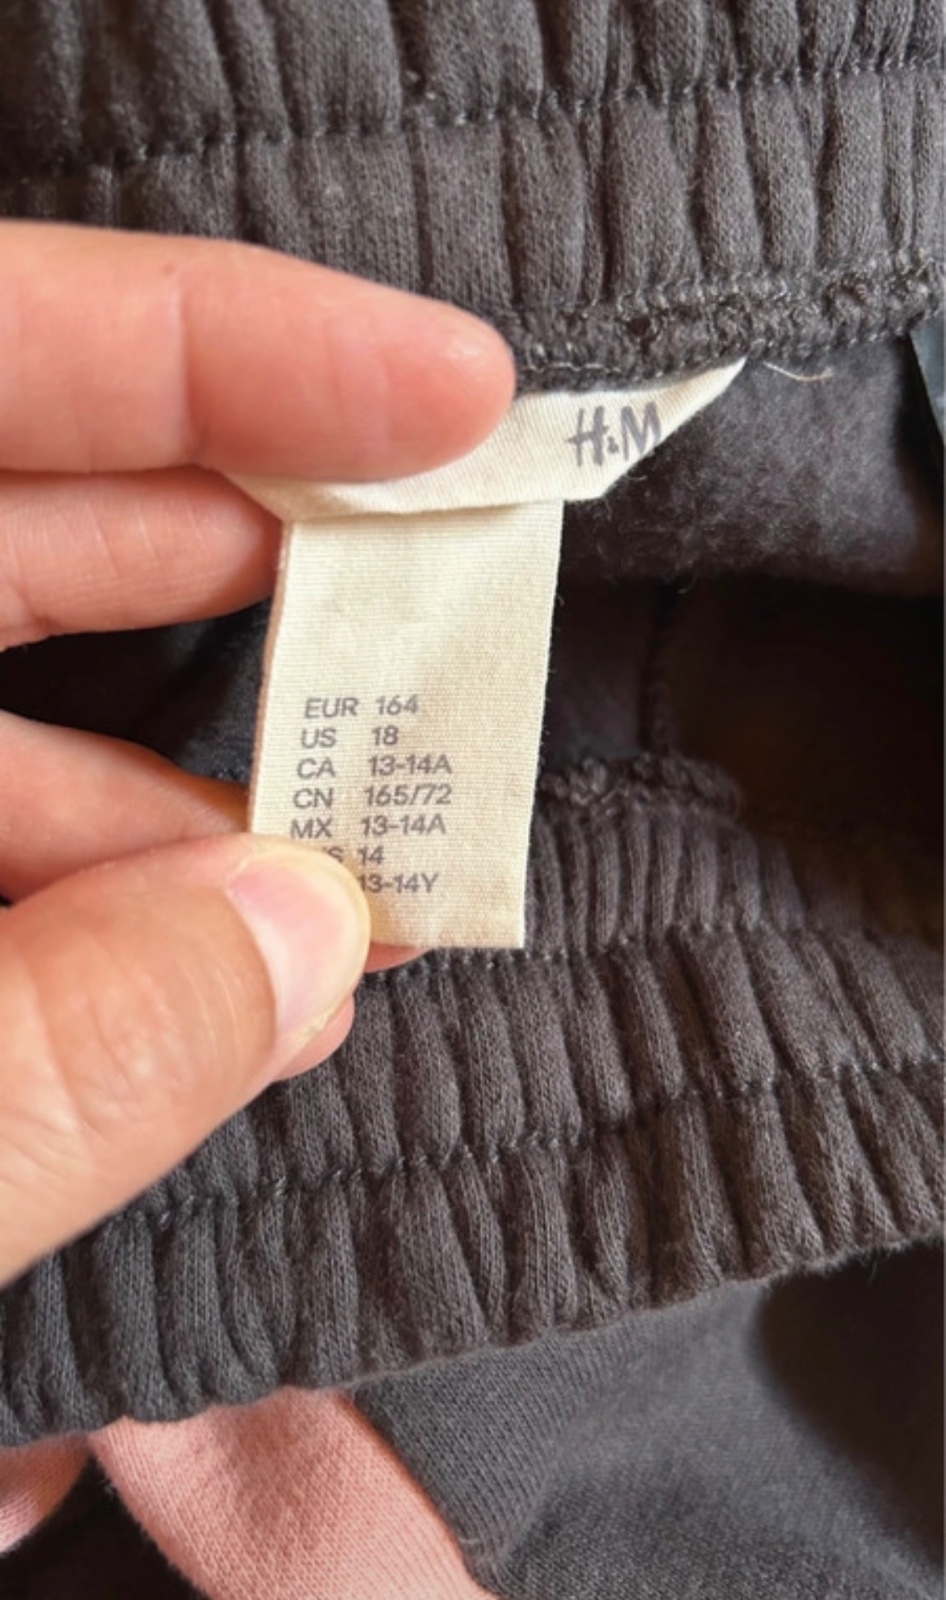 H&M
EUR 164
US 18
CA 13-14A
CN 165/72
MX 13-14A
14
13-14Y